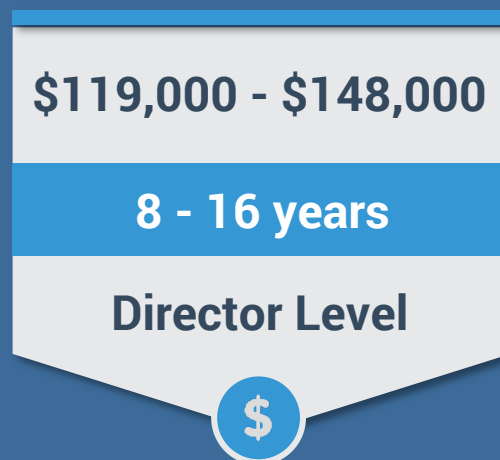 $119,000 - $148,000
8 - 16 years
Director Level
$